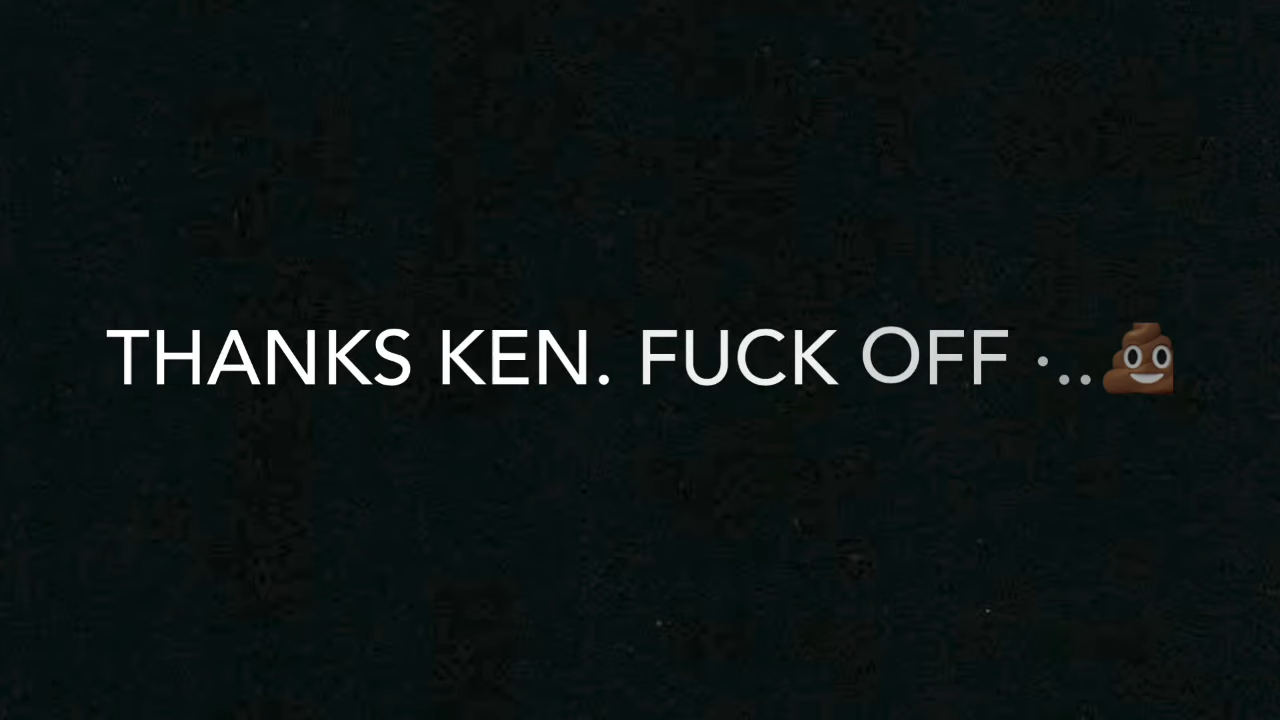 THANKS KEN. FUCK OFF ...💩